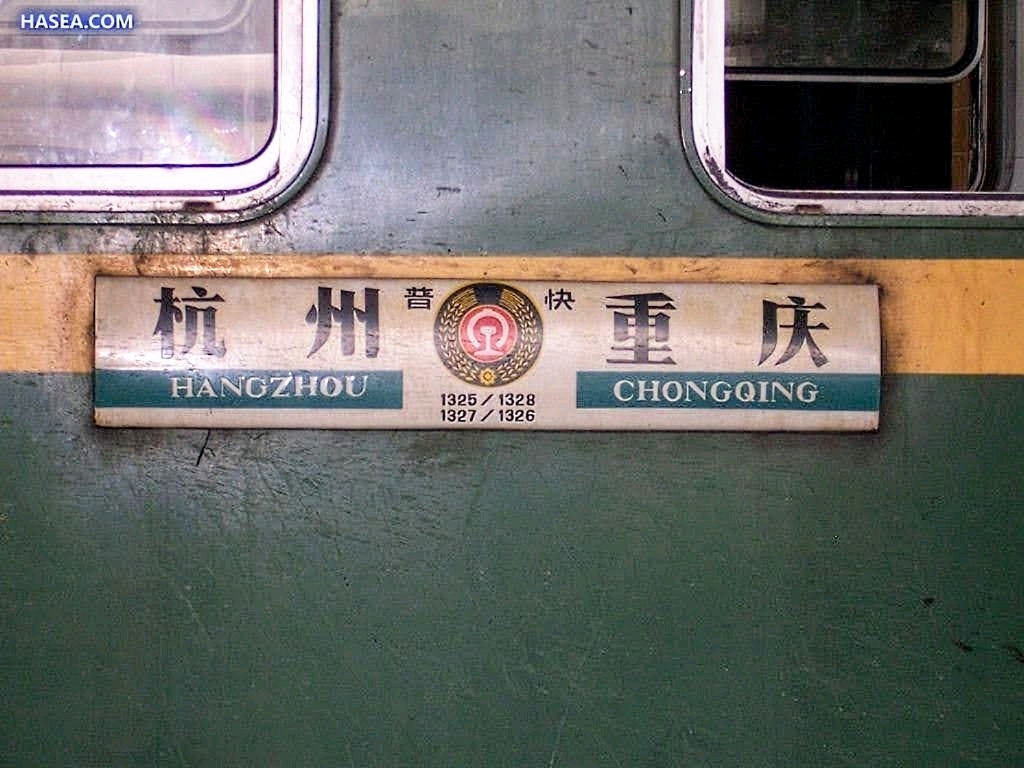 HASEA.COM
杭州 普快 重庆
HANGZHOU CHONGQING
1325/1328
1327/1326